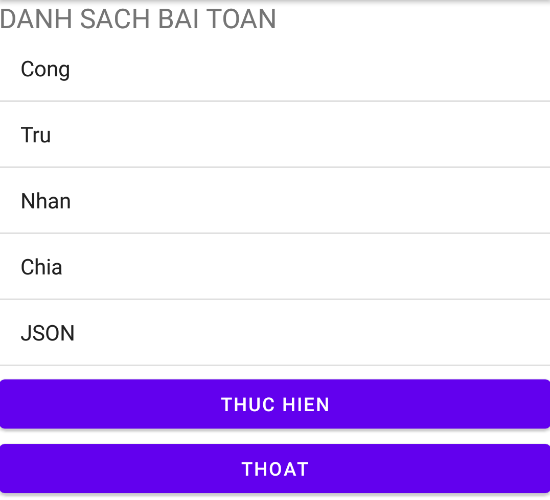 DANH SACH BAI TOAN
Cong
Tru
Nhan
Chia
JSON
THUC HIEN
THOAT